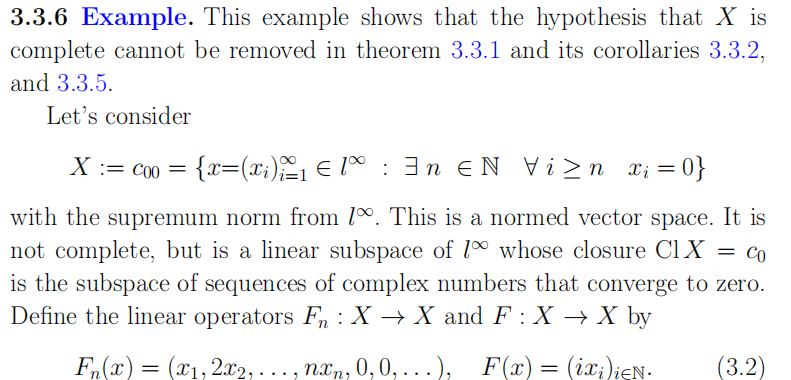 3.3.6 Example. This example shows that the hypothesis that X is
complete cannot be removed in theorem 3.3.1 and its corollaries 3.3.2,
and 3.3.5.
Let's consider
X := c₀₀ = {x=(xᵢ)ᵢ₌₁^∞ ∈ l^∞ : ∃ n ∈ ℕ ∀ i ≥ n xᵢ = 0}
with the supremum norm from l^∞. This is a normed vector space. It is
not complete, but is a linear subspace of l^∞ whose closure Cl X = c₀
is the subspace of sequences of complex numbers that converge to zero.
Define the linear operators Fₙ : X → X and F : X → X by
Fₙ(x) = (x₁, 2x₂, . . . , nxₙ, 0, 0, . . . ), F(x) = (ixᵢ)ᵢ∈ℕ. (3.2)